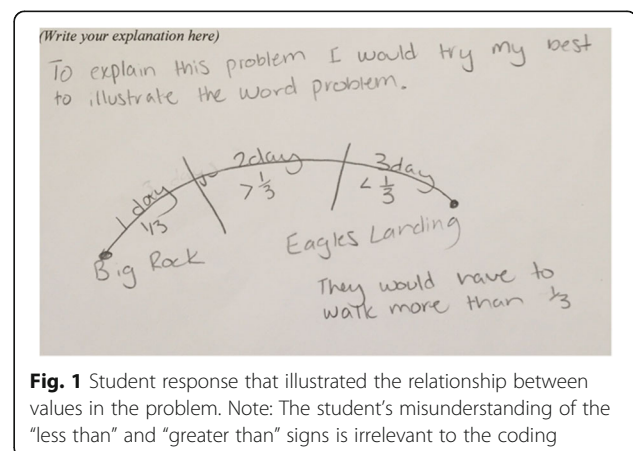 (Write your explanation here)
To explain this problem I would try my best
to illustrate the word problem.
1 day
1/3
2day
> 1/3
3day
< 1/3
Big Rock
Eagles Landing
They would have to
walk more than 1/3
Fig. 1 Student response that illustrated the relationship between
values in the problem. Note: The student's misunderstanding of the
"less than" and "greater than" signs is irrelevant to the coding